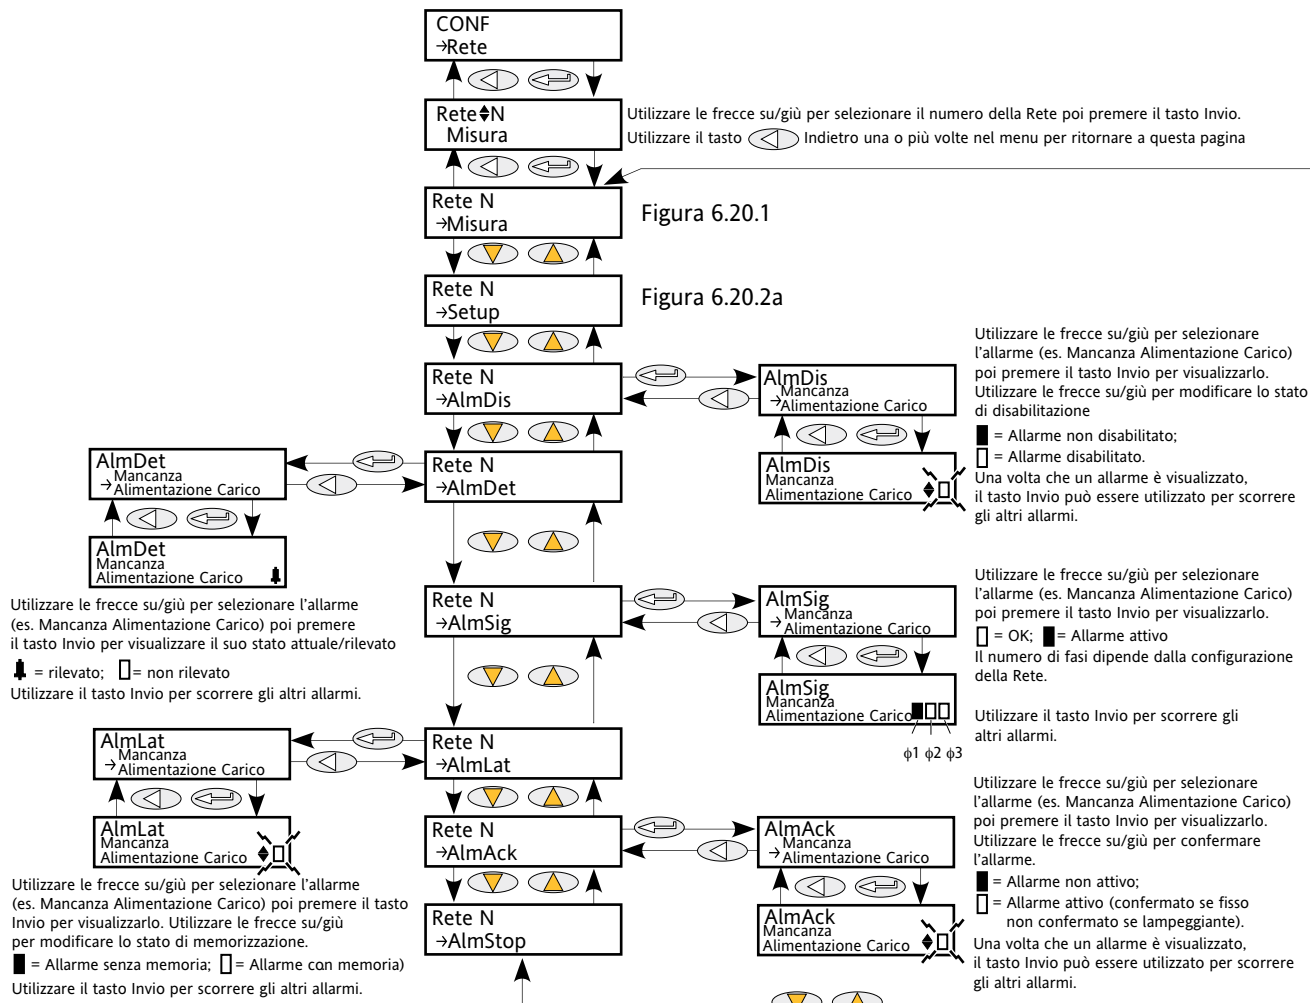 CONF
→Rete
Rete♦N
Misura
Utilizzare le frecce su/giù per selezionare il numero della Rete poi premere il tasto Invio.
Utilizzare il tasto Indietro una o più volte nel menu per ritornare a questa pagina
Rete N
→Misura
Figura 6.20.1
Rete N
→Setup
Figura 6.20.2a
Rete N
→AlmDis
AlmDis
Mancanza
→Alimentazione Carico
AlmDis
Mancanza
Alimentazione Carico
Utilizzare le frecce su/giù per selezionare
l'allarme (es. Mancanza Alimentazione Carico)
poi premere il tasto Invio per visualizzarlo.
Utilizzare le frecce su/giù per modificare lo stato
di disabilitazione
= Allarme non disabilitato;
= Allarme disabilitato.
Una volta che un allarme è visualizzato,
il tasto Invio può essere utilizzato per scorrere
gli altri allarmi.
Rete N
→AlmDet
AlmDet
Mancanza
→Alimentazione Carico
AlmDet
Mancanza
Alimentazione Carico
Utilizzare le frecce su/giù per selezionare l'allarme
(es. Mancanza Alimentazione Carico) poi premere
il tasto Invio per visualizzare il suo stato attuale/rilevato
= rilevato; = non rilevato
Utilizzare il tasto Invio per scorrere gli altri allarmi.
Rete N
→AlmSig
AlmSig
Mancanza
→Alimentazione Carico
AlmSig
Mancanza
Alimentazione Carico
ϕ1 ϕ2 ϕ3
Utilizzare le frecce su/giù per selezionare
l'allarme (es. Mancanza Alimentazione Carico)
poi premere il tasto Invio per visualizzarlo.
= OK; = Allarme attivo
Il numero di fasi dipende dalla configurazione
della Rete.
Utilizzare il tasto Invio per scorrere gli
altri allarmi.
Rete N
→AlmLat
AlmLat
Mancanza
→Alimentazione Carico
AlmLat
Mancanza
Alimentazione Carico
Utilizzare le frecce su/giù per selezionare l'allarme
(es. Mancanza Alimentazione Carico) poi premere il tasto
Invio per visualizzarlo. Utilizzare le frecce su/giù
per modificare lo stato di memorizzazione.
= Allarme senza memoria; = Allarme con memoria)
Utilizzare il tasto Invio per scorrere gli altri allarmi.
Rete N
→AlmAck
AlmAck
Mancanza
→Alimentazione Carico
AlmAck
Mancanza
Alimentazione Carico
Utilizzare le frecce su/giù per selezionare
l'allarme (es. Mancanza Alimentazione Carico)
poi premere il tasto Invio per visualizzarlo.
Utilizzare le frecce su/giù per confermare
l'allarme.
= Allarme non attivo;
= Allarme attivo (confermato se fisso
non confermato se lampeggiante).
Una volta che un allarme è visualizzato,
il tasto Invio può essere utilizzato per scorrere
gli altri allarmi.
Rete N
→AlmStop